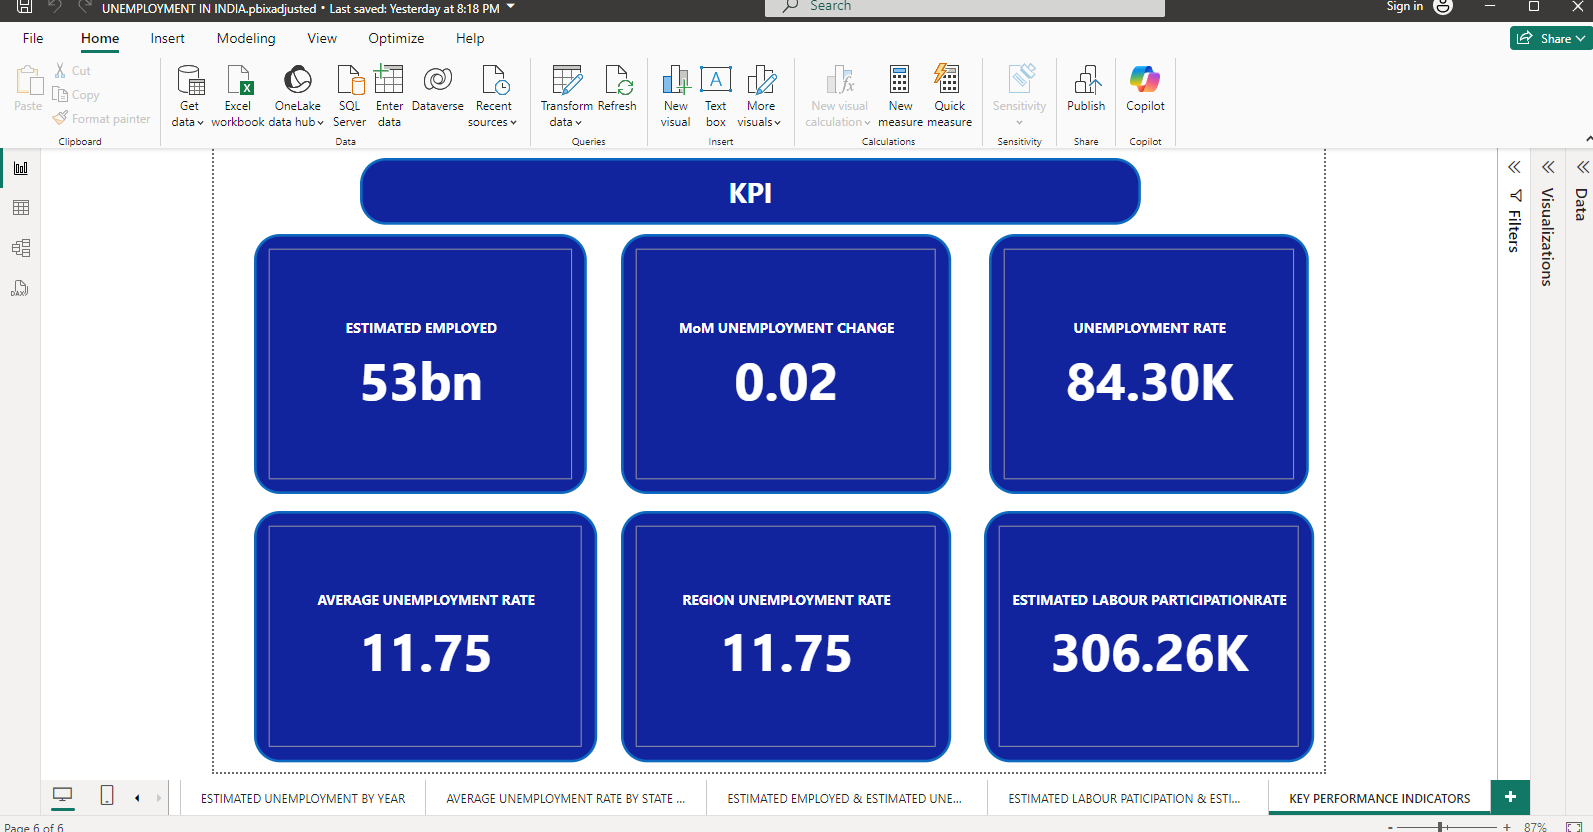 UNEMPLOYMENT IN INDIA.pbixadjusted • Last saved: Yesterday at 8:18 PM
Search
Sign in
File
Home
Insert
Modeling
View
Optimize
Help
Share
Paste
Cut
Copy
Format painter
Clipboard
Get data
Excel workbook
OneLake data hub
SQL Server
Enter data
Dataverse
Recent sources
Data
Transform data
Refresh
Queries
New visual
Text box
More visuals
Insert
New visual calculation
New measure
Quick measure
Calculations
Sensitivity
Sensitivity
Publish
Share
Copilot
Copilot
DAX
KPI
ESTIMATED EMPLOYED
53bn
MoM UNEMPLOYMENT CHANGE
0.02
UNEMPLOYMENT RATE
84.30K
AVERAGE UNEMPLOYMENT RATE
11.75
REGION UNEMPLOYMENT RATE
11.75
ESTIMATED LABOUR PARTICIPATIONRATE
306.26K
Filters
Visualizations
Data
ESTIMATED UNEMPLOYMENT BY YEAR
AVERAGE UNEMPLOYMENT RATE BY STATE ...
ESTIMATED EMPLOYED & ESTIMATED UNE...
ESTIMATED LABOUR PATICIPATION & ESTI...
KEY PERFORMANCE INDICATORS
Page 6 of 6
87%